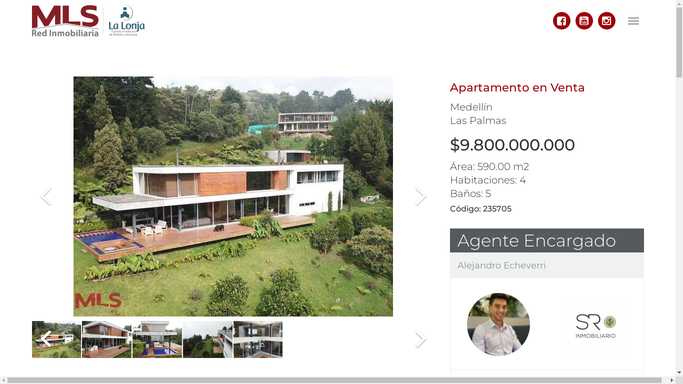 MLS
Red Inmobiliaria
La Lonja
Apartamento en Venta
Medellín
Las Palmas
$9.800.000.000
Área: 590.00 m2
Habitaciones: 4
Baños: 5
Código: 235705
Agente Encargado
Alejandro Echeverri
MLS
SR
INMOBILIARIO